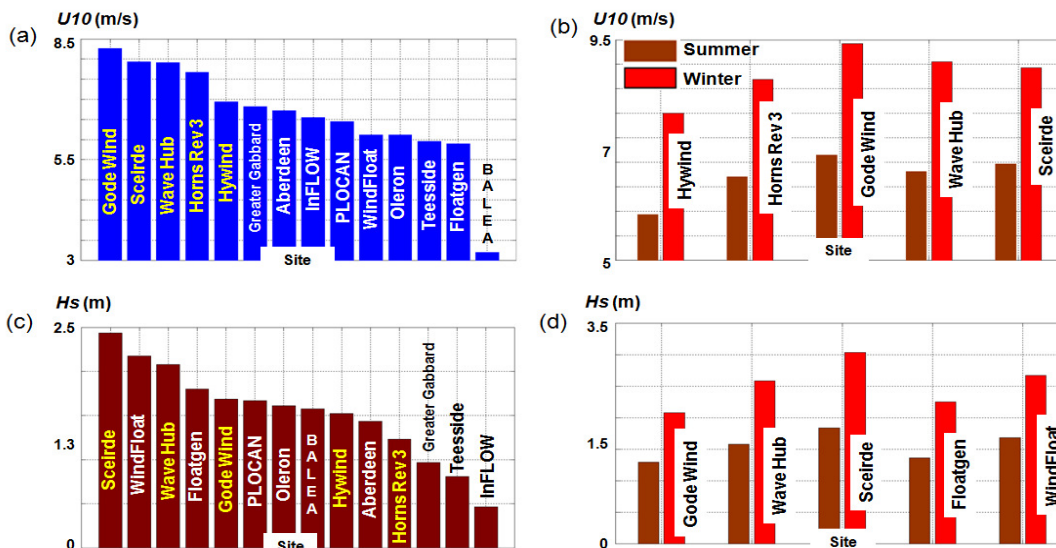 (a)
U10 (m/s)
8.5
5.5
3
Gode Wind
Sceirde
Wave Hub
Horns Rev 3
Hywind
Greater Gabbard
Aberdeen
InFLOW
PLOCAN
WindFloat
Oleron
Teesside
Floatgen
BALEA
Site
(b)
U10 (m/s)
9.5
7
5
Summer
Winter
Hywind
Horns Rev 3
Gode Wind
Wave Hub
Sceirde
Site
(c)
Hs (m)
2.5
1.3
0
Sceirde
WindFloat
Wave Hub
Floatgen
Gode Wind
PLOCAN
Oleron
BALEA
Hywind
Aberdeen
Horns Rev 3
Greater Gabbard
Teesside
InFLOW
Site
(d)
Hs (m)
3.5
1.5
0
Gode Wind
Wave Hub
Sceirde
Floatgen
WindFloat
Site